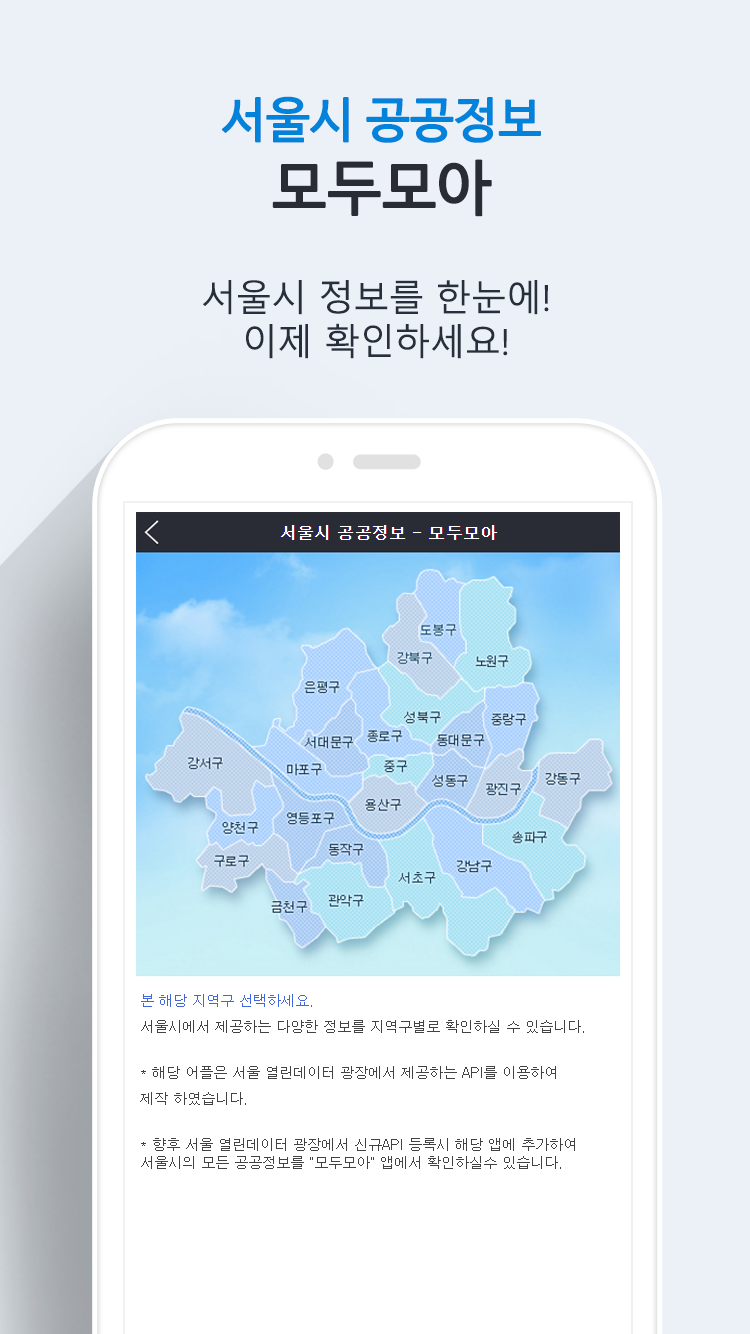 서울시 공공정보
모두모아
서울시 정보를 한눈에!
이제 확인하세요!
서울시 공공정보 - 모두모아
도봉구
강북구
노원구
은평구
성북구
중랑구
서대문구
종로구
동대문구
강서구
마포구
중구
성동구
광진구
강동구
용산구
양천구
영등포구
송파구
구로구
동작구
강남구
서초구
금천구
관악구
본 해당 지역구 선택하세요.
서울시에서 제공하는 다양한 정보를 지역구별로 확인하실 수 있습니다.
* 해당 어플은 서울 열린데이터 광장에서 제공하는 API를 이용하여
제작 하였습니다.
* 향후 서울 열린데이터 광장에서 신규API 등록시 해당 앱에 추가하여
서울시의 모든 공공정보를 "모두모아" 앱에서 확인하실수 있습니다.